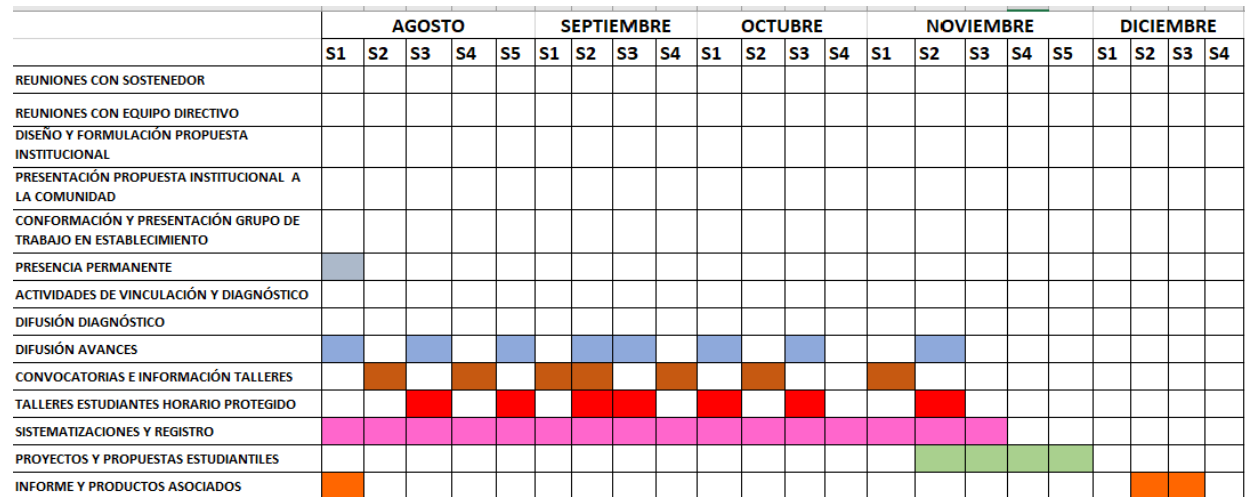 AGOSTO SEPTIEMBRE OCTUBRE NOVIEMBRE DICIEMBRE
S1 S2 S3 S4 S5 S1 S2 S3 S4 S1 S2 S3 S4 S1 S2 S3 S4 S5 S1 S2 S3 S4
REUNIONES CON SOSTENEDOR
REUNIONES CON EQUIPO DIRECTIVO
DISEÑO Y FORMULACIÓN PROPUESTA
INSTITUCIONAL
PRESENTACIÓN PROPUESTA INSTITUCIONAL A
LA COMUNIDAD
CONFORMACIÓN Y PRESENTACIÓN GRUPO DE
TRABAJO EN ESTABLECIMIENTO
PRESENCIA PERMANENTE
ACTIVIDADES DE VINCULACIÓN Y DIAGNÓSTICO
DIFUSIÓN DIAGNÓSTICO
DIFUSIÓN AVANCES
CONVOCATORIAS E INFORMACIÓN TALLERES
TALLERES ESTUDIANTES HORARIO PROTEGIDO
SISTEMATIZACIONES Y REGISTRO
PROYECTOS Y PROPUESTAS ESTUDIANTILES
INFORME Y PRODUCTOS ASOCIADOS